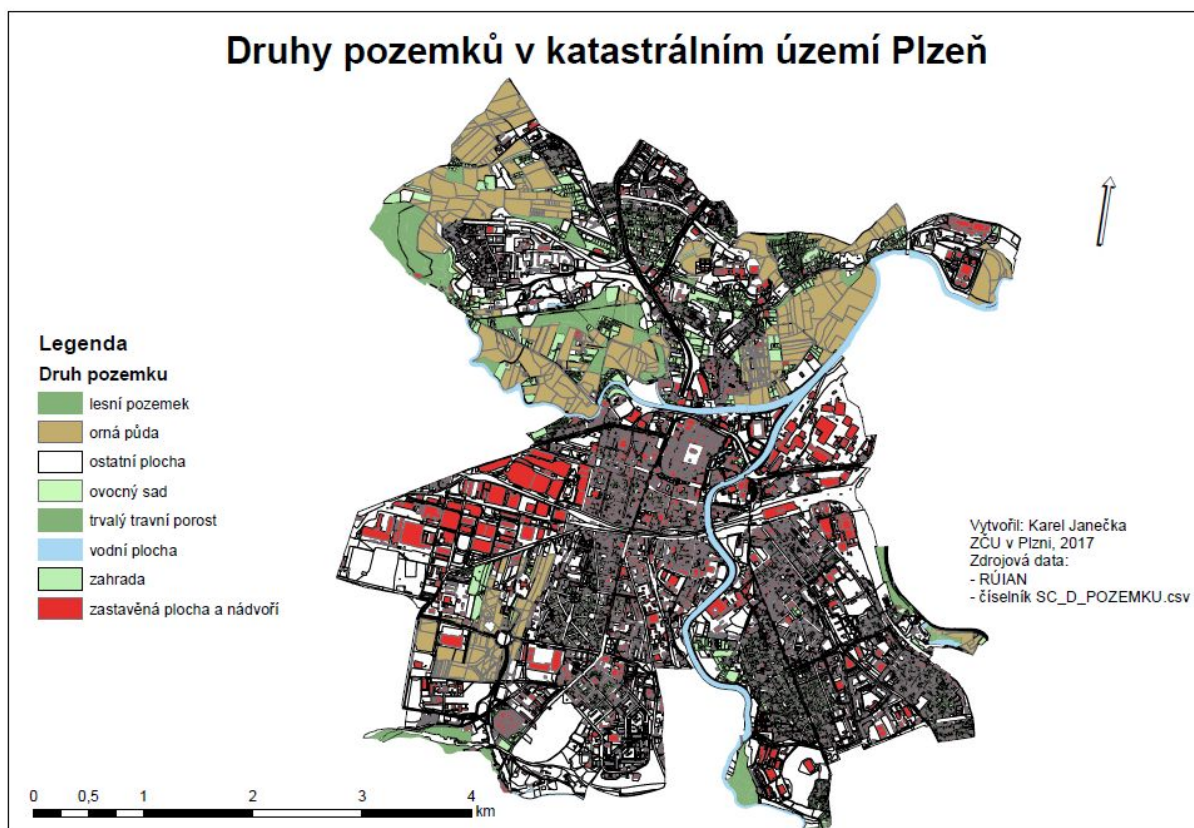 Druhy pozemků v katastrálním území Plzeň
Legenda
Druh pozemku
lesní pozemek
orná půda
ostatní plocha
ovocný sad
trvalý travní porost
vodní plocha
zahrada
zastavěná plocha a nádvoří
Vytvořil: Karel Janečka
ZČU v Plzni, 2017
Zdrojová data:
- RÚIAN
- číselník SC_D_POZEMKU.csv
0 0,5 1 2 3 4
km